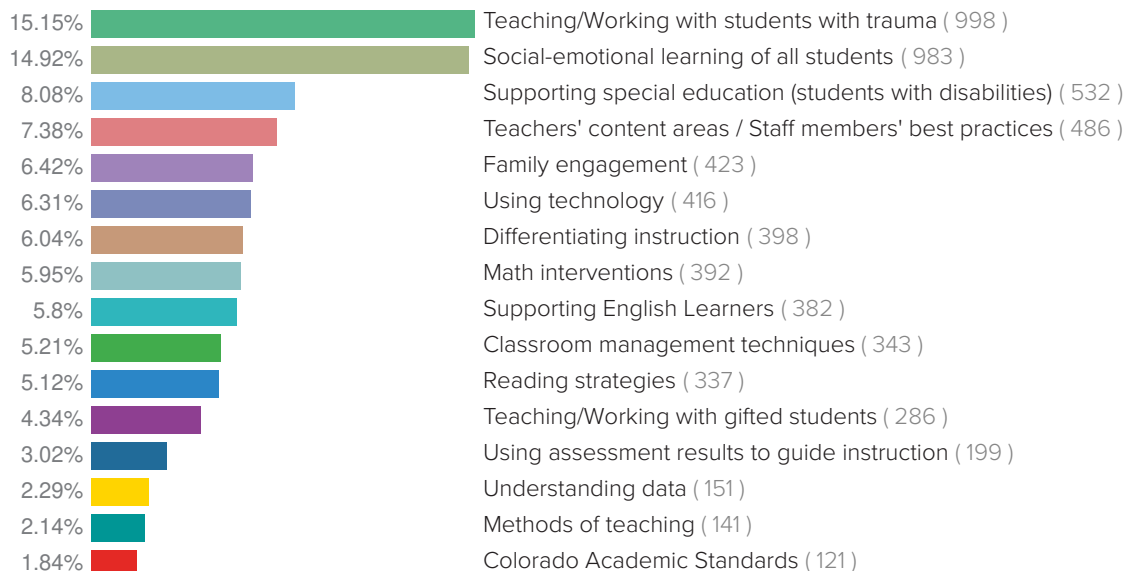 15.15% Teaching/Working with students with trauma ( 998 )
14.92% Social-emotional learning of all students ( 983 )
8.08% Supporting special education (students with disabilities) ( 532 )
7.38% Teachers' content areas / Staff members' best practices ( 486 )
6.42% Family engagement ( 423 )
6.31% Using technology ( 416 )
6.04% Differentiating instruction ( 398 )
5.95% Math interventions ( 392 )
5.8% Supporting English Learners ( 382 )
5.21% Classroom management techniques ( 343 )
5.12% Reading strategies ( 337 )
4.34% Teaching/Working with gifted students ( 286 )
3.02% Using assessment results to guide instruction ( 199 )
2.29% Understanding data ( 151 )
2.14% Methods of teaching ( 141 )
1.84% Colorado Academic Standards ( 121 )